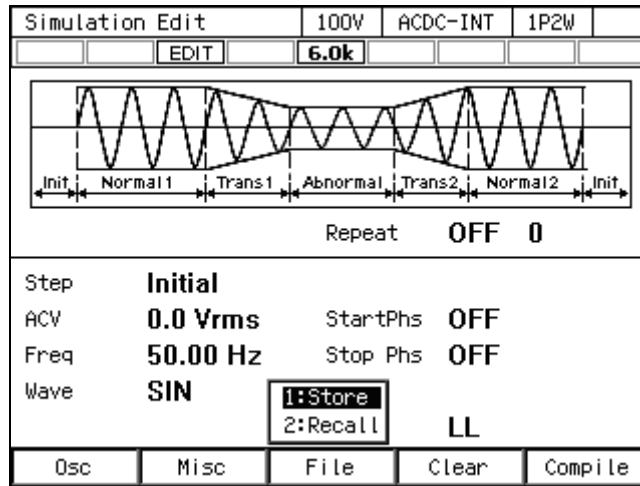 Simulation Edit 100V ACDC-INT 1P2W
EDIT 6.0k
Init Normal1 Trans1 Abnormal Trans2 Normal2 Init
Repeat OFF 0
Step Initial
ACV 0.0 Vrms StartPhs OFF
Freq 50.00 Hz Stop Phs OFF
Wave SIN
1:Store
2:Recall LL
Osc Misc File Clear Compile